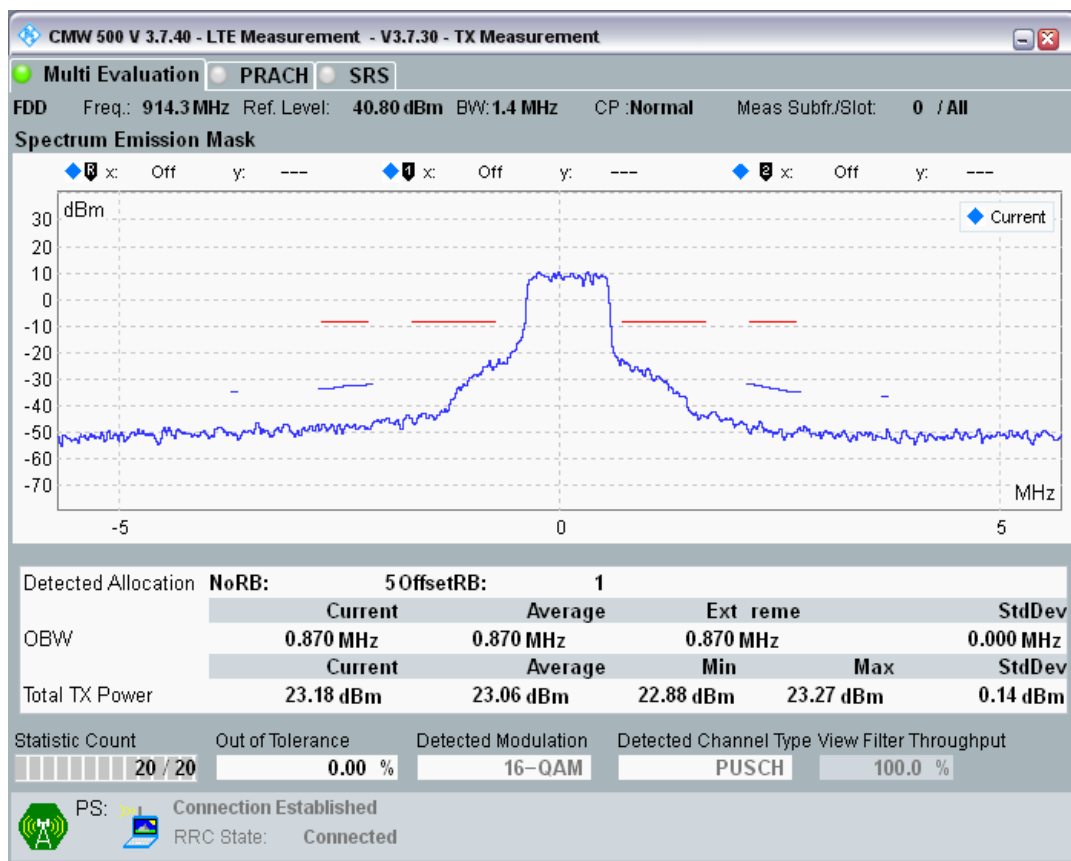 CMW 500 V 3.7.40 - LTE Measurement - V3.7.30 - TX Measurement
Multi Evaluation PRACH SRS
FDD Freq.: 914.3 MHz Ref. Level: 40.80 dBm BW: 1.4 MHz CP :Normal Meas Subfr./Slot: 0 / All
Spectrum Emission Mask
R x: Off y: --- 1 x: Off y: --- 2 x: Off y: ---
dBm
Current
30
20
10
0
-10
-20
-30
-40
-50
-60
-70
MHz
-5 0 5
Detected Allocation NoRB: 5 OffsetRB: 1
Current Average Ext reme StdDev
OBW 0.870 MHz 0.870 MHz 0.870 MHz 0.000 MHz
Current Average Min Max StdDev
Total TX Power 23.18 dBm 23.06 dBm 22.88 dBm 23.27 dBm 0.14 dBm
Statistic Count Out of Tolerance Detected Modulation Detected Channel Type View Filter Throughput
20 / 20 0.00 % 16-QAM PUSCH 100.0 %
PS: Connection Established
RRC State: Connected